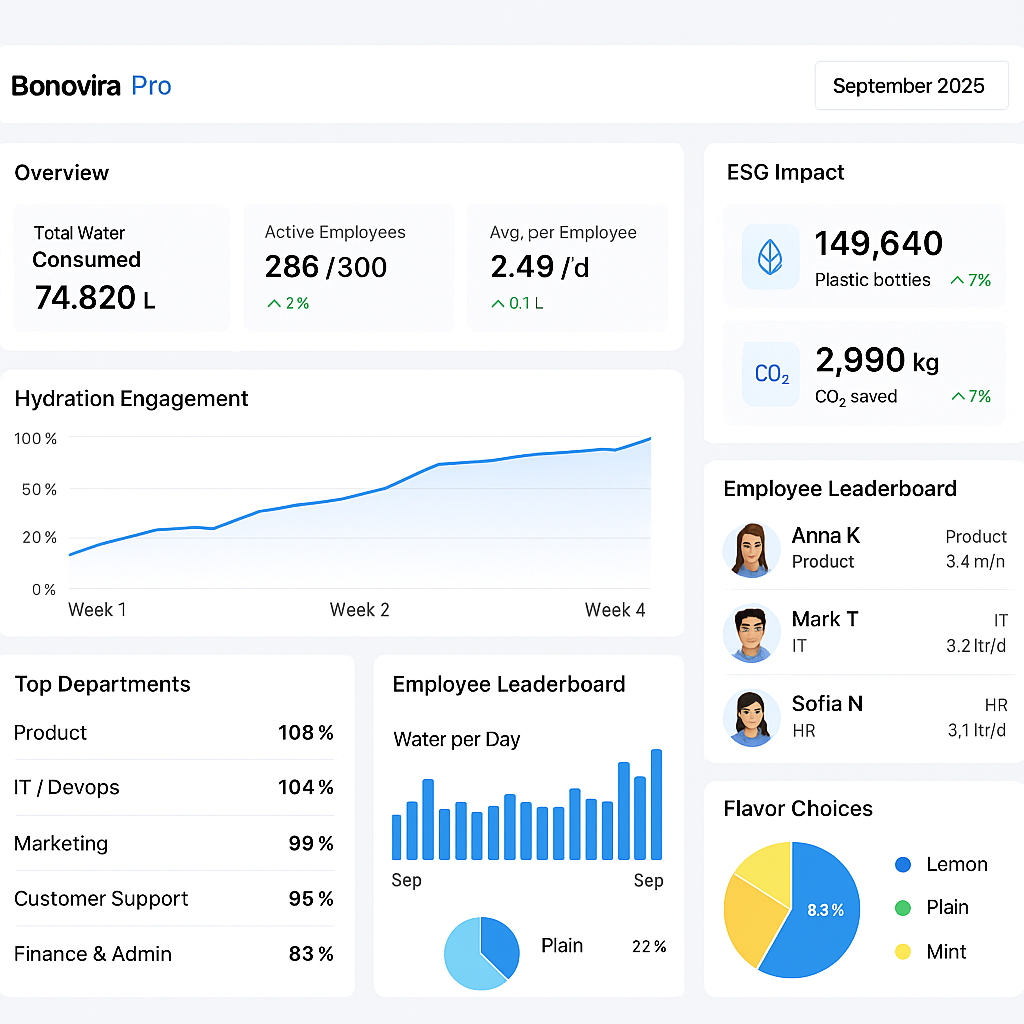 Bonovira Pro
September 2025
Overview
Total Water
Consumed
74.820 L
Active Employees
286 /300
2 %
Avg, per Employee
2.49 /d
0.1 L
ESG Impact
149,640
Plastic botties
7%
CO₂
2,990 kg
CO₂ saved
7%
Hydration Engagement
100 %
50 %
20 %
0 %
Week 1
Week 2
Week 4
Employee Leaderboard
Anna K
Product
Product
3.4 m/n
Mark T
IT
IT
3.2 ltr/d
Sofia N
HR
HR
3,1 ltr/d
Top Departments
Product 108 %
IT / Devops 104 %
Marketing 99 %
Customer Support 95 %
Finance & Admin 83 %
Employee Leaderboard
Water per Day
Sep
Sep
Plain 22 %
Flavor Choices
8.3 %
Lemon
Plain
Mint